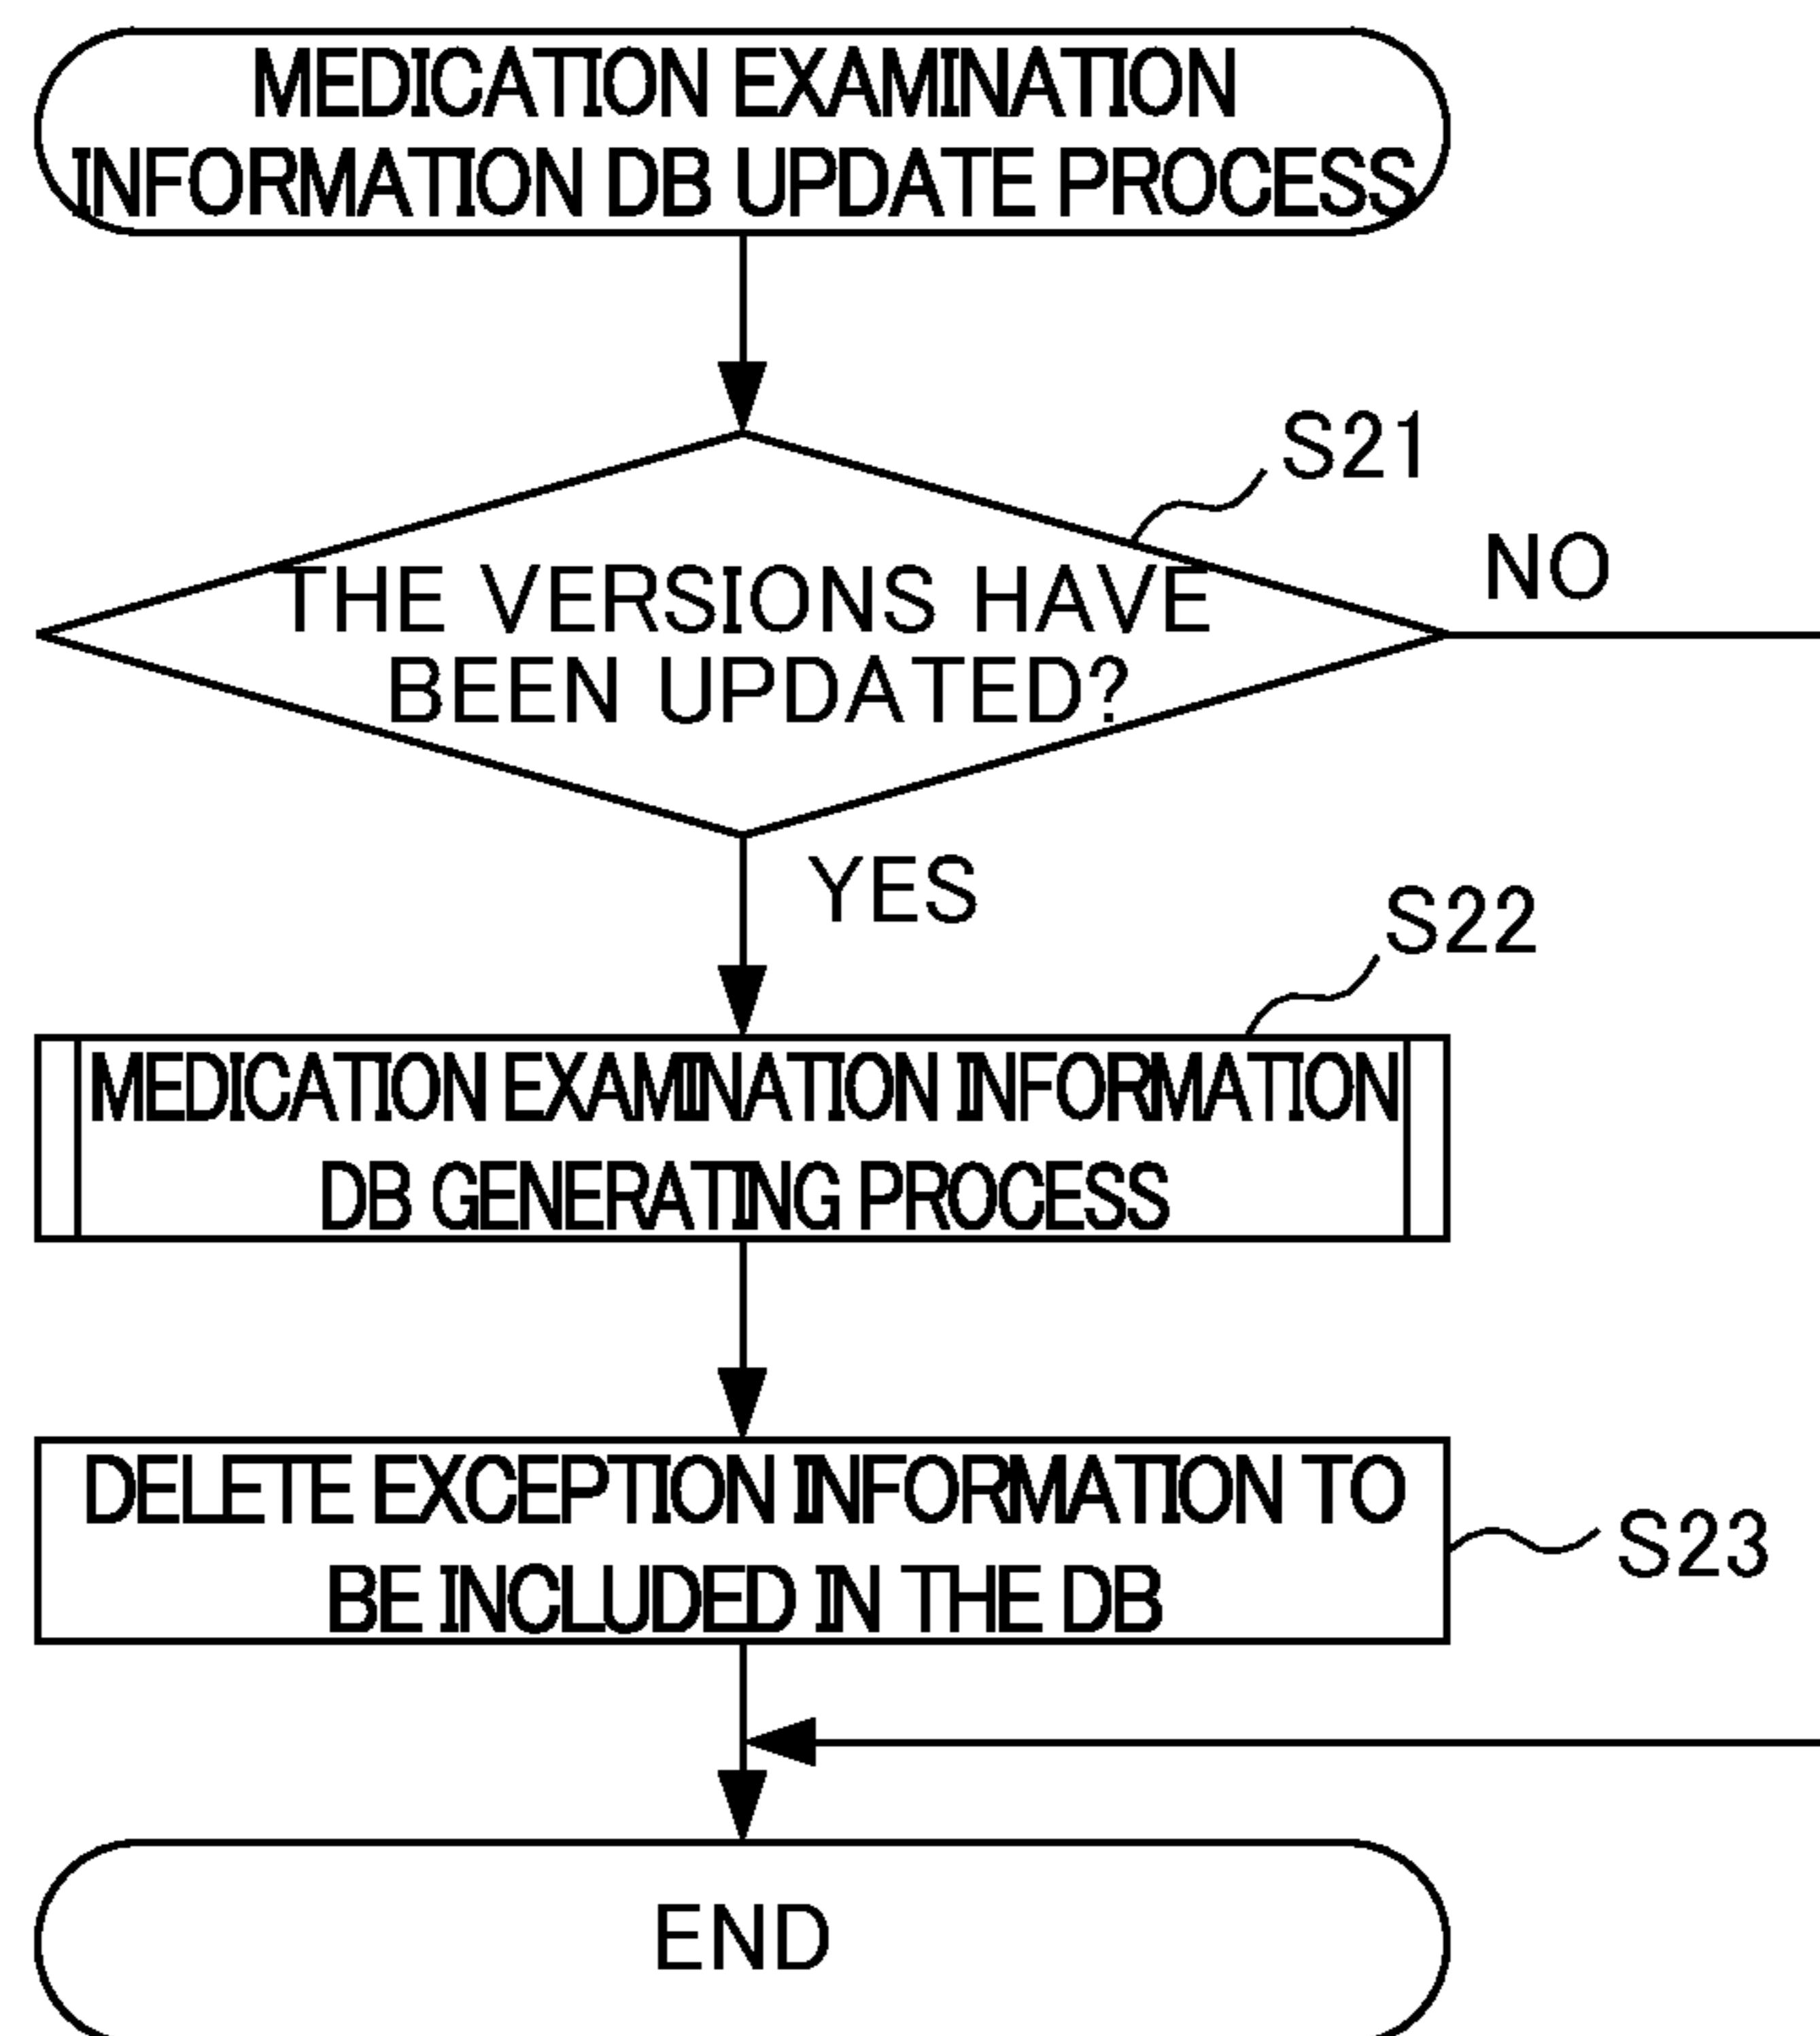 MEDICATION EXAMINATION
INFORMATION DB UPDATE PROCESS
S21
THE VERSIONS HAVE
BEEN UPDATED?
NO
YES
S22
MEDICATION EXAMINATION INFORMATION
DB GENERATING PROCESS
DELETE EXCEPTION INFORMATION TO
BE INCLUDED IN THE DB
S23
END